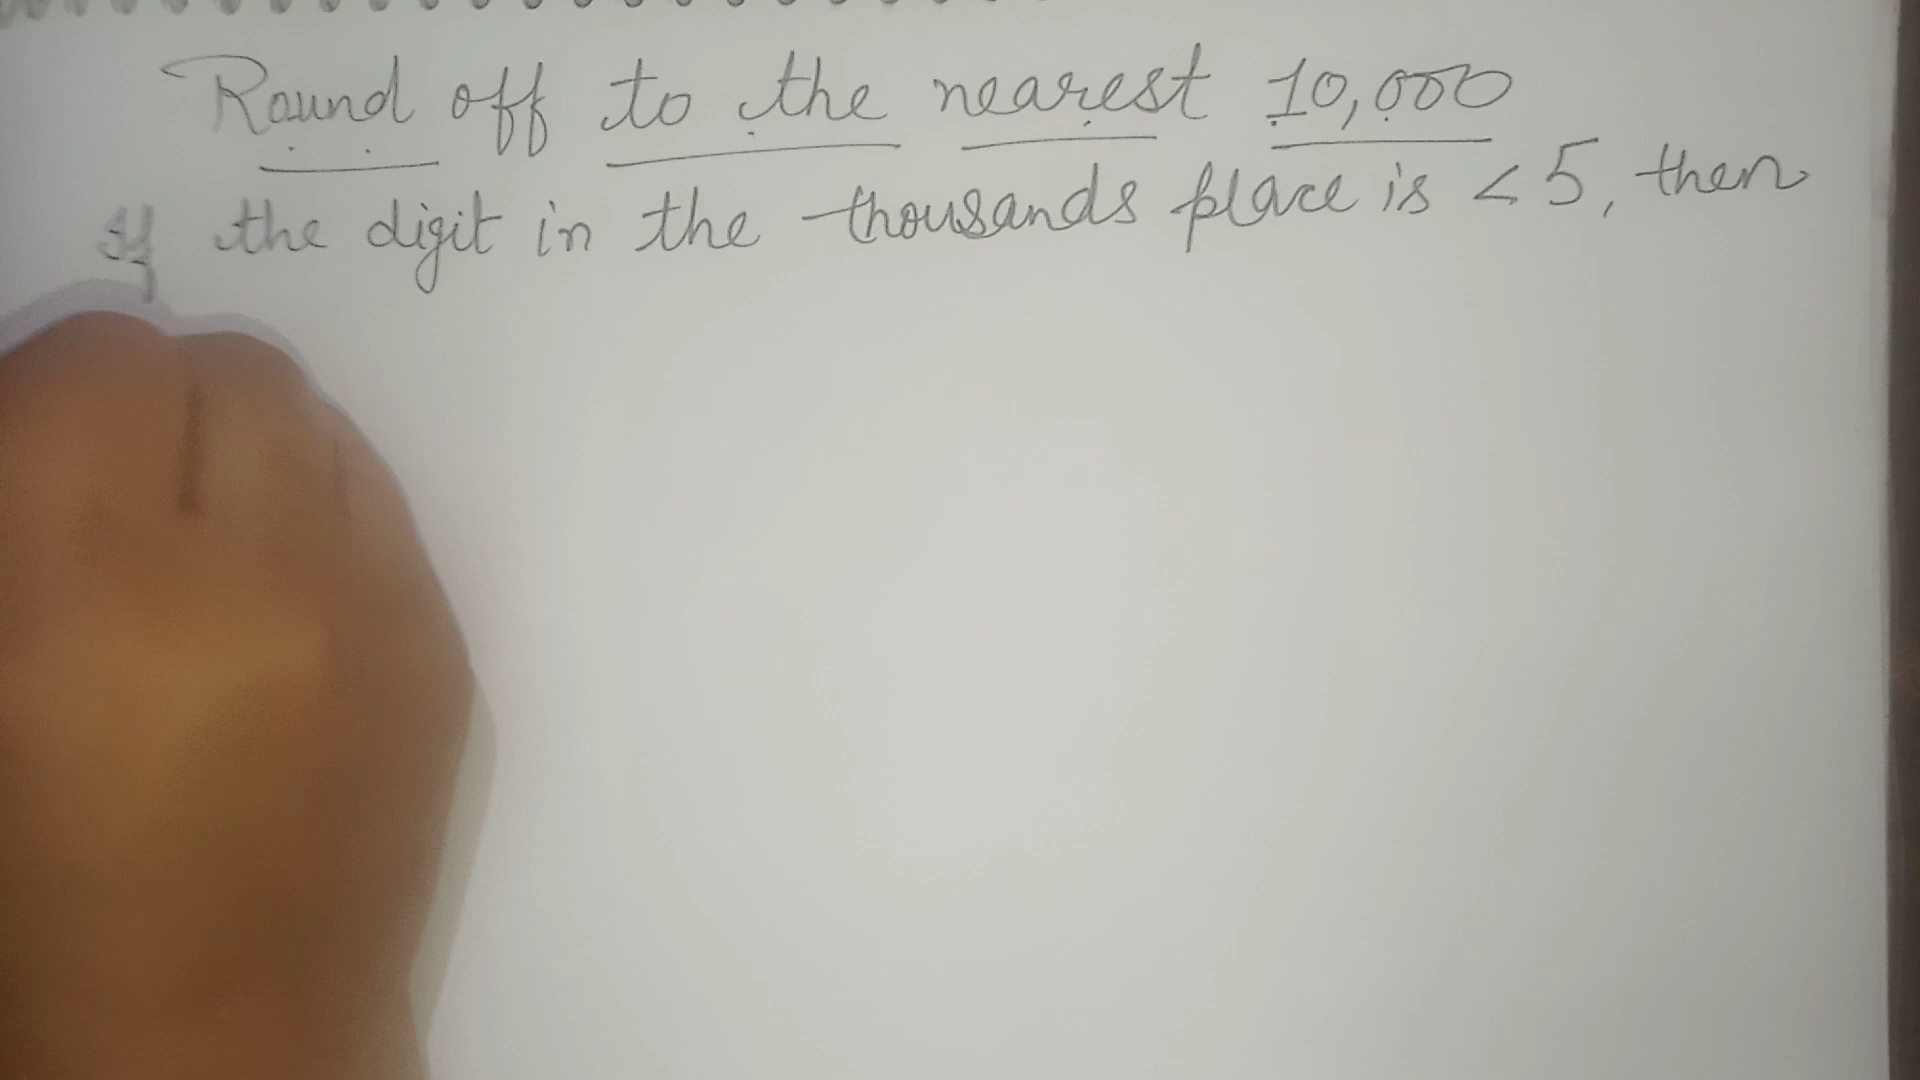 Round off to the nearest 10,000
If the digit in the thousands place is < 5, then